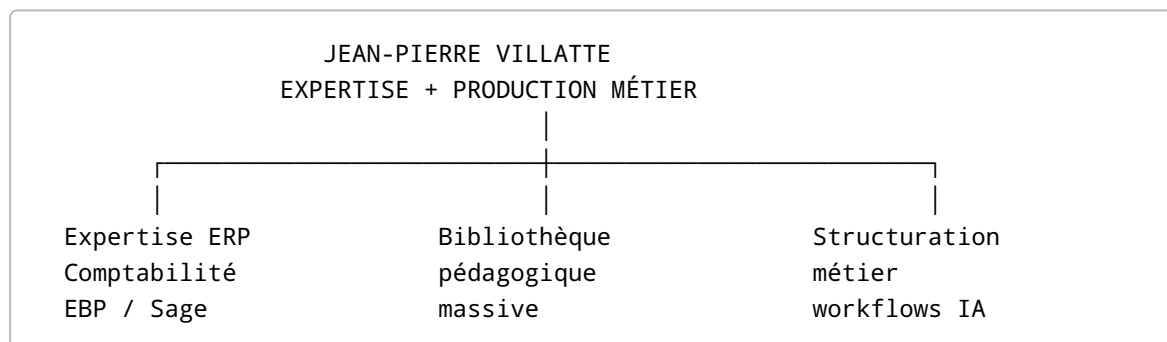 JEAN-PIERRE VILLATTE
EXPERTISE + PRODUCTION MÉTIER
Expertise ERP Bibliothèque Structuration
Comptabilité pédagogique métier
EBP / Sage massive workflows IA